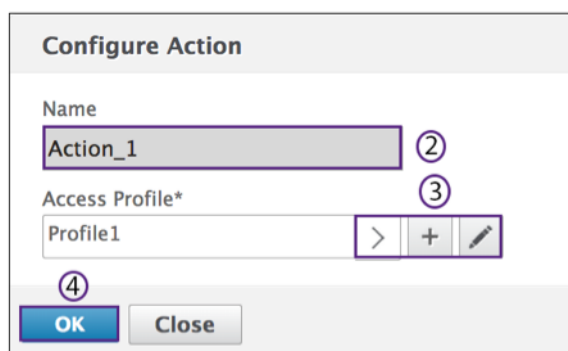 Configure Action
Name
Action_1
2
3
Access Profile*
Profile1
4
OK Close